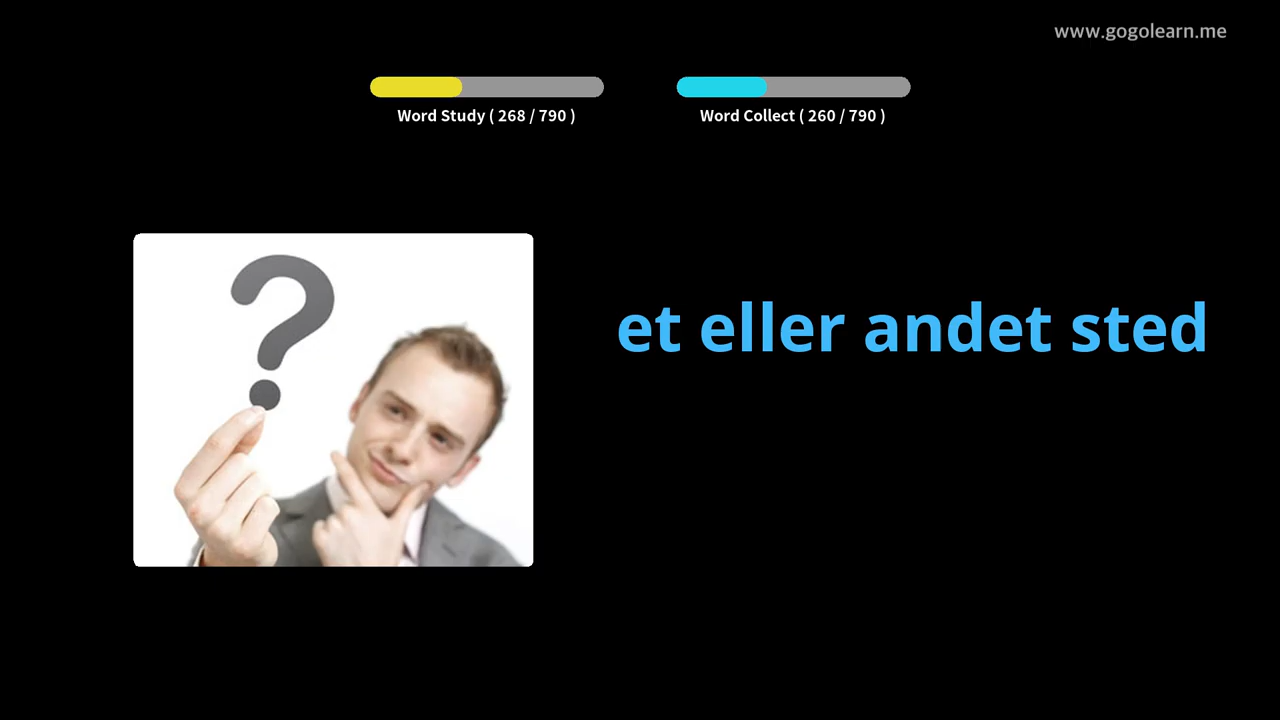 www.gogolearn.me
Word Study ( 268 / 790 )
Word Collect ( 260 / 790 )
?
et eller andet sted